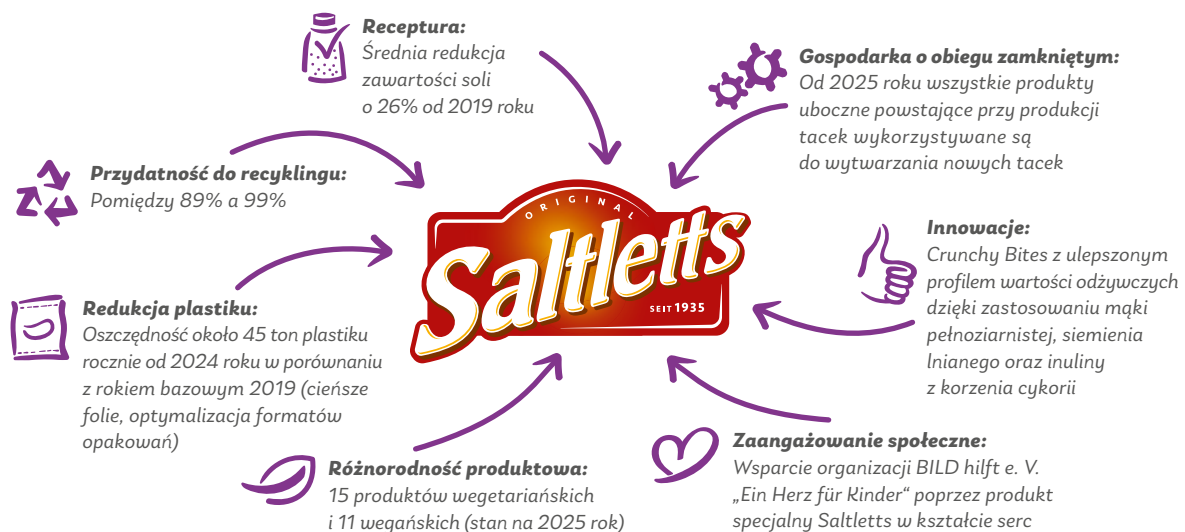 Receptura:
Średnia redukcja
zawartości soli
o 26% od 2019 roku
Gospodarka o obiegu zamkniętym:
Od 2025 roku wszystkie produkty
uboczne powstające przy produkcji
tacek wykorzystywane są
do wytwarzania nowych tacek
Przydatność do recyklingu:
Pomiędzy 89% a 99%
ORIGINAL
Saltletts
SEIT 1935
Innowacje:
Crunchy Bites z ulepszonym
profilem wartości odżywczych
dzięki zastosowaniu mąki
pełnoziarnistej, siemienia
lnianego oraz inuliny
z korzenia cykorii
Redukcja plastiku:
Oszczędność około 45 ton plastiku
rocznie od 2024 roku w porównaniu
z rokiem bazowym 2019 (cieńsze
folie, optymalizacja formatów
opakowań)
Różnorodność produktowa:
15 produktów wegetariańskich
i 11 wegańskich (stan na 2025 rok)
Zaangażowanie społeczne:
Wsparcie organizacji BILD hilft e. V.
„Ein Herz für Kinder“ poprzez produkt
specjalny Saltletts w kształcie serc